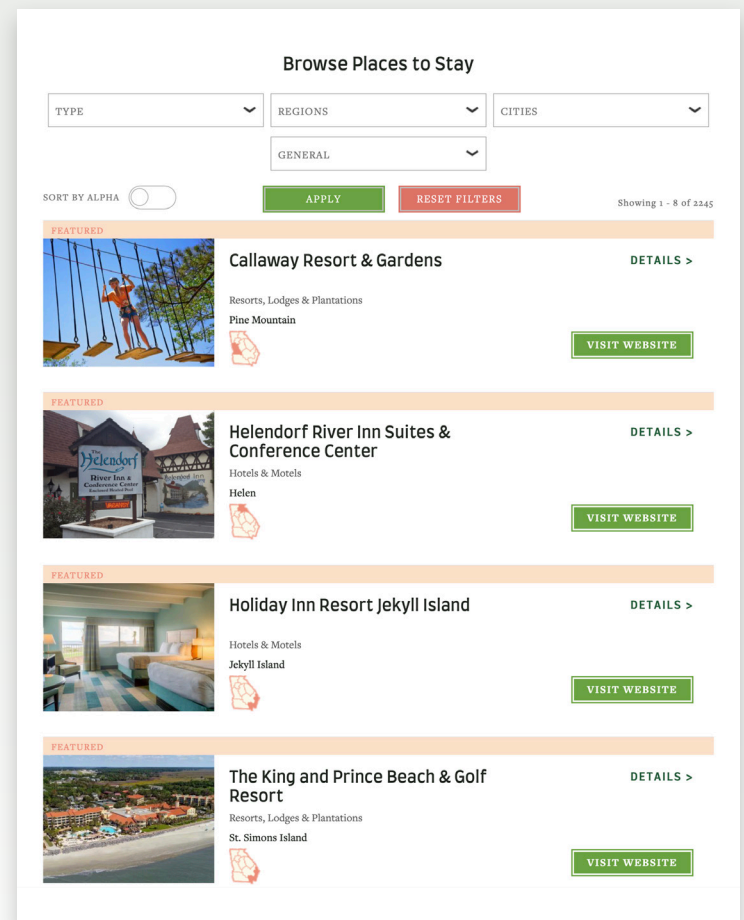 Browse Places to Stay
TYPE
REGIONS
CITIES
GENERAL
SORT BY ALPHA
APPLY
RESET FILTERS
Showing 1 - 8 of 2245
FEATURED
Callaway Resort & Gardens
DETAILS >
Resorts, Lodges & Plantations
Pine Mountain
VISIT WEBSITE
FEATURED
The
Helendorf
River Inn &
Conference Center
VACANCY
Helendorf Inn
Helendorf River Inn Suites &
Conference Center
DETAILS >
Hotels & Motels
Helen
VISIT WEBSITE
FEATURED
Holiday Inn Resort Jekyll Island
DETAILS >
Hotels & Motels
Jekyll Island
VISIT WEBSITE
FEATURED
The King and Prince Beach & Golf
Resort
DETAILS >
Resorts, Lodges & Plantations
St. Simons Island
VISIT WEBSITE